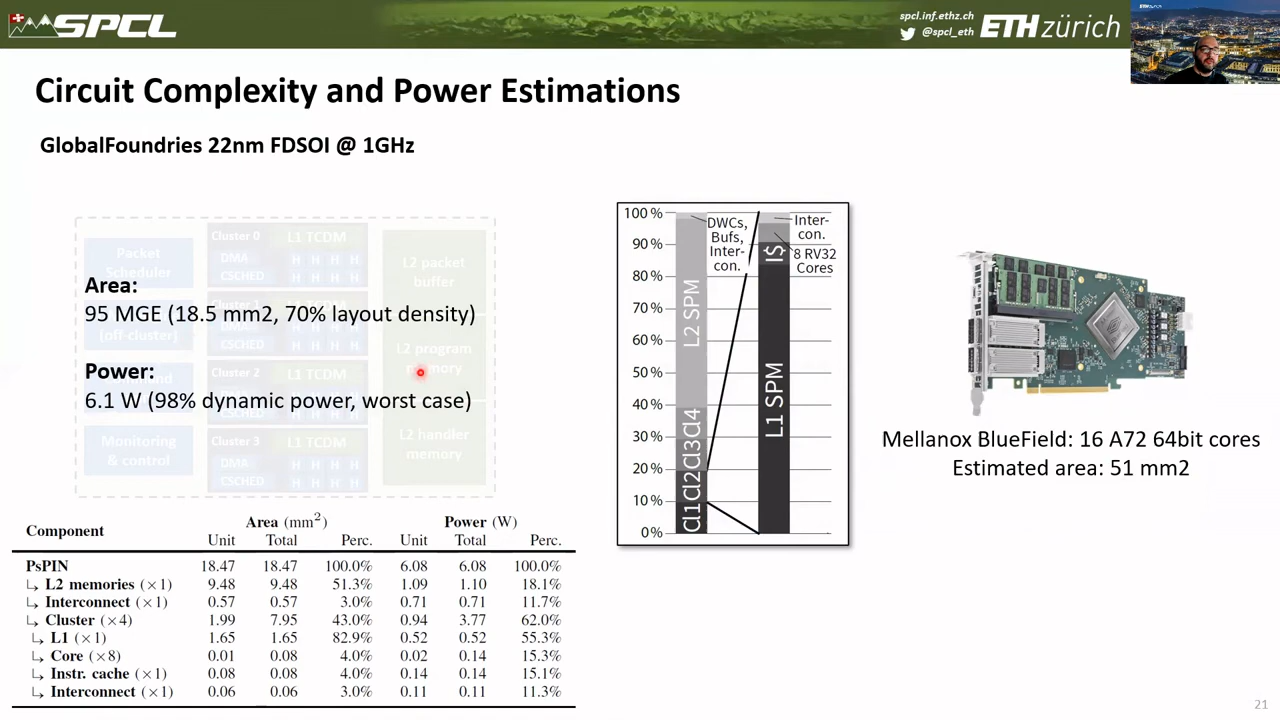 SPCL
spcl.inf.ethz.ch
@spcl_eth
ETH zürich
Circuit Complexity and Power Estimations
GlobalFoundries 22nm FDSOI @ 1GHz
Packet
Scheduler
(off-cluster)
Monitoring
& control
Cluster 0
L1 TCDM
DMA
CSCHED
H H H H
H H H H
L1 TCDM
CSCHED
H H H H
Cluster 2
L1 TCDM
DMA
H H H H
CSCHED
Cluster 3
L1 TCDM
DMA
H H H H
CSCHED
H H H H
L2 packet
buffer
L2 program
memory
L2 handler
memory
Area:
95 MGE (18.5 mm2, 70% layout density)
Power:
6.1 W (98% dynamic power, worst case)
100 %
90 %
80 %
70 %
60 %
50 %
40 %
30 %
20 %
10 %
0 %
Cl1 Cl2 Cl3 Cl4
L2 SPM
DWCs,
Bufs,
Inter-
con.
L1 SPM
I$
Inter-
con.
8 RV32
Cores
Mellanox BlueField: 16 A72 64bit cores
Estimated area: 51 mm2
Component Area (mm2) Power (W)
Unit Total Perc. Unit Total Perc.
PsPIN 18.47 18.47 100.0% 6.08 6.08 100.0%
↳ L2 memories (×1) 9.48 9.48 51.3% 1.09 1.10 18.1%
↳ Interconnect (×1) 0.57 0.57 3.0% 0.71 0.71 11.7%
↳ Cluster (×4) 1.99 7.95 43.0% 0.94 3.77 62.0%
↳ L1 (×1) 1.65 1.65 82.9% 0.52 0.52 55.3%
↳ Core (×8) 0.01 0.08 4.0% 0.02 0.14 15.3%
↳ Instr. cache (×1) 0.08 0.08 4.0% 0.14 0.14 15.1%
↳ Interconnect (×1) 0.06 0.06 3.0% 0.11 0.11 11.3%
21